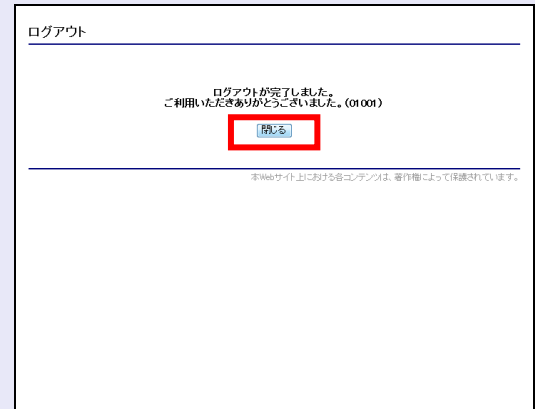 ログアウト
ログアウトが完了しました。
ご利用いただきありがとうございました。(01001)
閉じる
本Webサイト上における各コンテンツは、著作権によって保護されています。